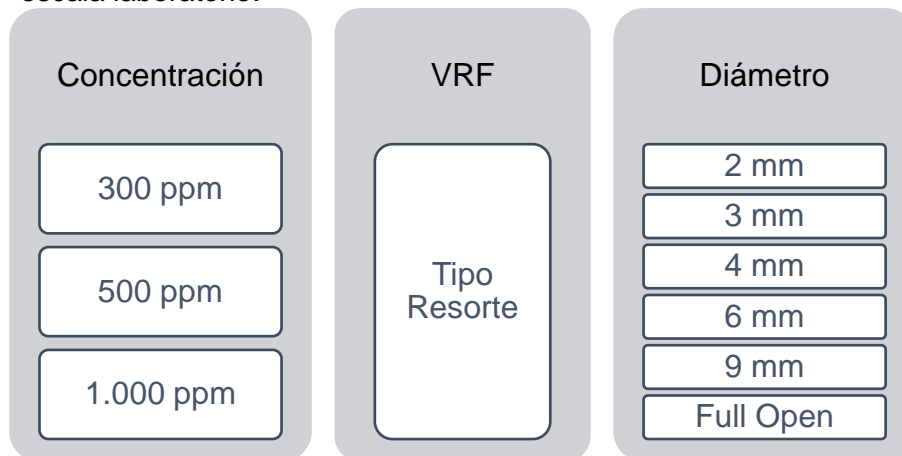 Concentración
300 ppm
500 ppm
1.000 ppm
VRF
Tipo
Resorte
Diámetro
2 mm
3 mm
4 mm
6 mm
9 mm
Full Open